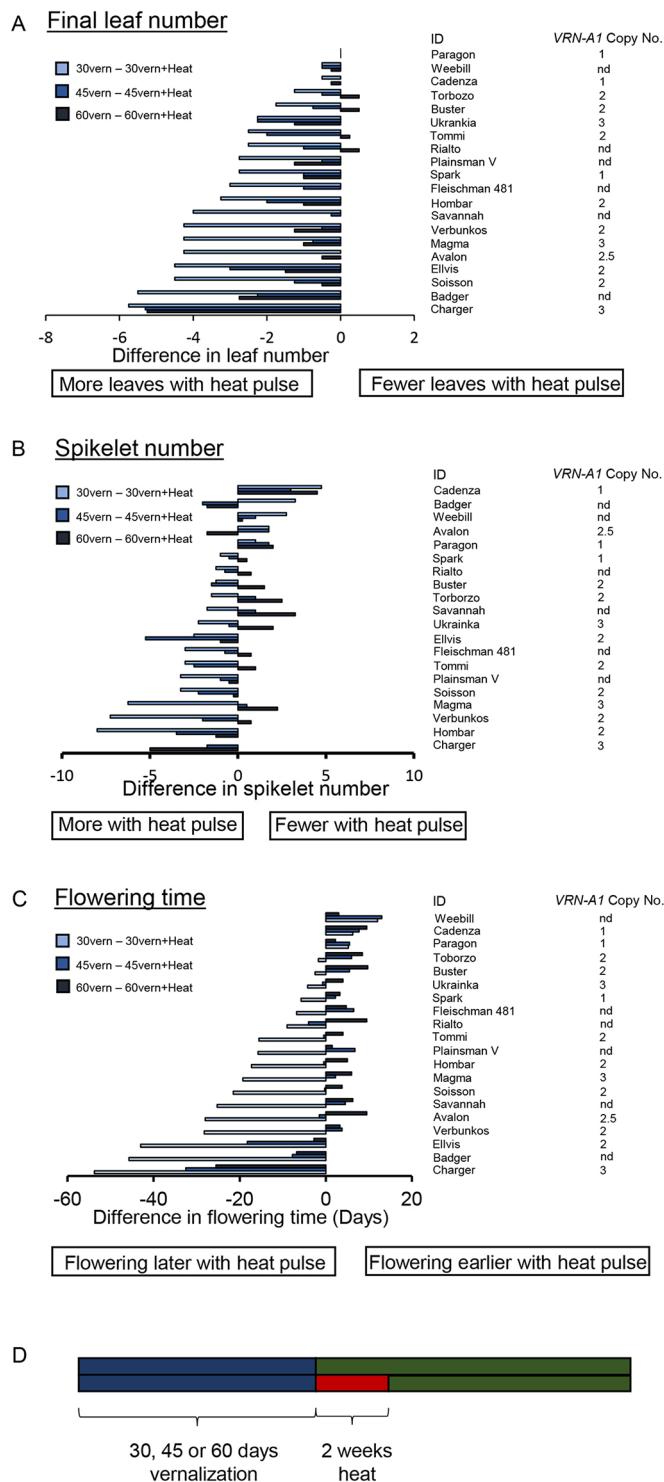 A Final leaf number
ID VRN-A1 Copy No.
30vern – 30vern+Heat
45vern – 45vern+Heat
60vern – 60vern+Heat
Paragon 1
Weebill nd
Cadenza 1
Torbozo 2
Buster 2
Ukrankia 3
Tommi 2
Rialto nd
Plainsman V nd
Spark 1
Fleischman 481 nd
Hombar 2
Savannah nd
Verbunkos 2
Magma 3
Avalon 2.5
Ellvis 2
Soisson 2
Badger nd
Charger 3
-8 -6 -4 -2 0 2
Difference in leaf number
More leaves with heat pulse Fewer leaves with heat pulse
B Spikelet number
ID VRN-A1 Copy No.
30vern – 30vern+Heat
45vern – 45vern+Heat
60vern – 60vern+Heat
Cadenza 1
Badger nd
Weebill nd
Avalon 2.5
Paragon 1
Spark 1
Rialto nd
Buster 2
Torborzo 2
Savannah nd
Ukrainka 3
Ellvis 2
Fleischman 481 nd
Tommi 2
Plainsman V nd
Soisson 2
Magma 3
Verbunkos 2
Hombar 2
Charger 3
-10 -5 0 5 10
Difference in spikelet number
More with heat pulse Fewer with heat pulse
C Flowering time
ID VRN-A1 Copy No.
30vern – 30vern+Heat
45vern – 45vern+Heat
60vern – 60vern+Heat
Weebill nd
Cadenza 1
Paragon 1
Toborzo 2
Buster 2
Ukrainka 3
Spark 1
Fleischman 481 nd
Rialto nd
Tommi 2
Plainsman V nd
Hombar 2
Magma 3
Soisson 2
Savannah nd
Avalon 2.5
Verbunkos 2
Ellvis 2
Badger nd
Charger 3
-60 -40 -20 0 20
Difference in flowering time (Days)
Flowering later with heat pulse Flowering earlier with heat pulse
D
30, 45 or 60 days 2 weeks
vernalization heat